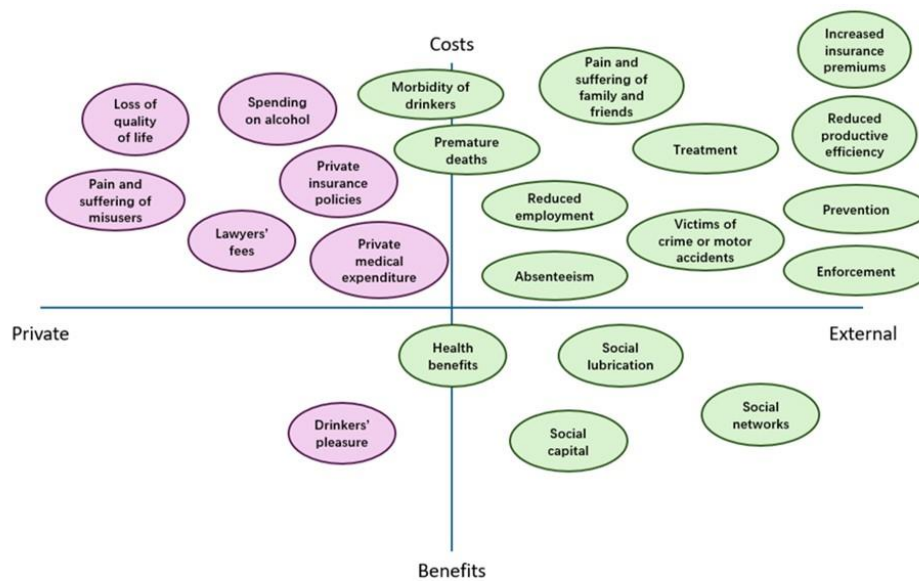 Costs
Increased
insurance
premiums
Pain and
suffering of
family and
friends
Morbidity of
drinkers
Spending
on alcohol
Loss of
quality
of life
Reduced
productive
efficiency
Premature
deaths
Treatment
Private
insurance
policies
Pain and
suffering of
misusers
Reduced
employment
Prevention
Lawyers'
fees
Victims of
crime or motor
accidents
Private
medical
expenditure
Absenteeism
Enforcement
Private
External
Health
benefits
Social
lubrication
Drinkers'
pleasure
Social
capital
Social
networks
Benefits